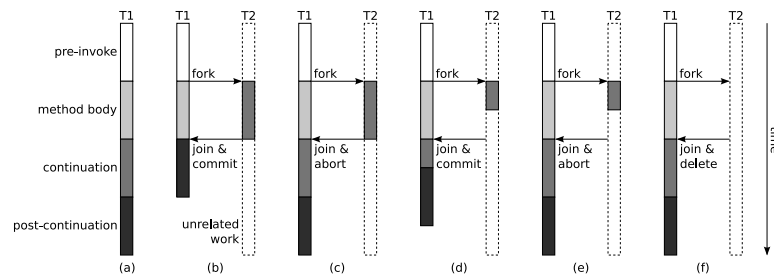 T1
T1 T2
T1 T2
T1 T2
T1 T2
T1 T2
pre-invoke
fork
fork
fork
fork
fork
method body
time
join &
commit
join &
abort
join &
commit
join &
abort
join &
delete
continuation
post-continuation
unrelated
work
(a)
(b)
(c)
(d)
(e)
(f)